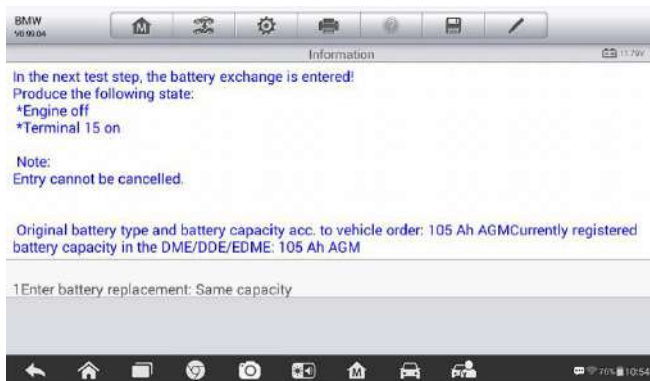 BMW
V0.99.04
Information
11.79V
In the next test step, the battery exchange is entered!
Produce the following state:
*Engine off
*Terminal 15 on
Note:
Entry cannot be cancelled.
Original battery type and battery capacity acc. to vehicle order: 105 Ah AGMCurrently registered
battery capacity in the DME/DDE/EDME: 105 Ah AGM
1Enter battery replacement: Same capacity
76% 10:54